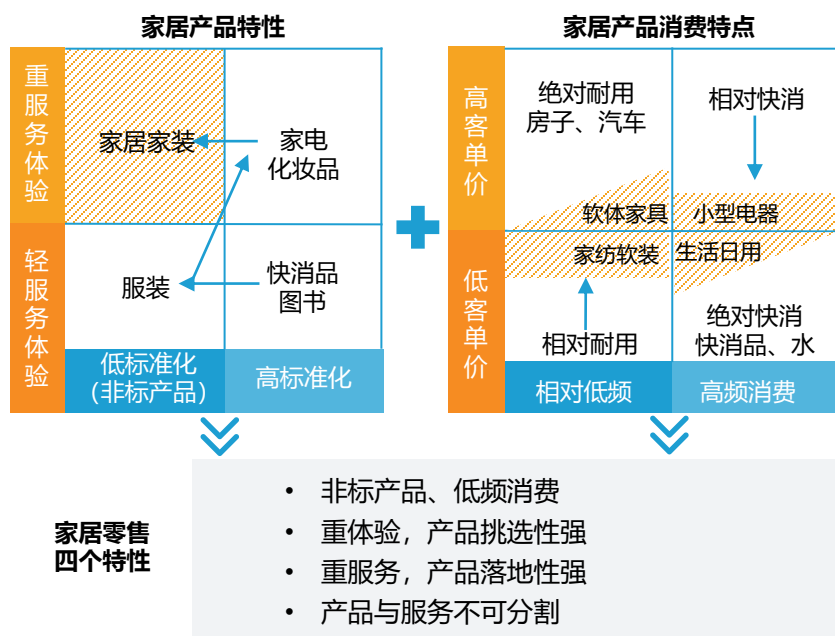 家居产品特性
重服务体验
家居家装
家电
化妆品
轻服务体验
服装
快消品
图书
低标准化
（非标产品）
高标准化
家居产品消费特点
高客单价
绝对耐用
房子、汽车
相对快消
软体家具
小型电器
低客单价
家纺软装
生活日用
相对耐用
绝对快消
快消品、水
相对低频
高频消费
家居零售
四个特性
• 非标产品、低频消费
• 重体验，产品挑选性强
• 重服务，产品落地性强
• 产品与服务不可分割